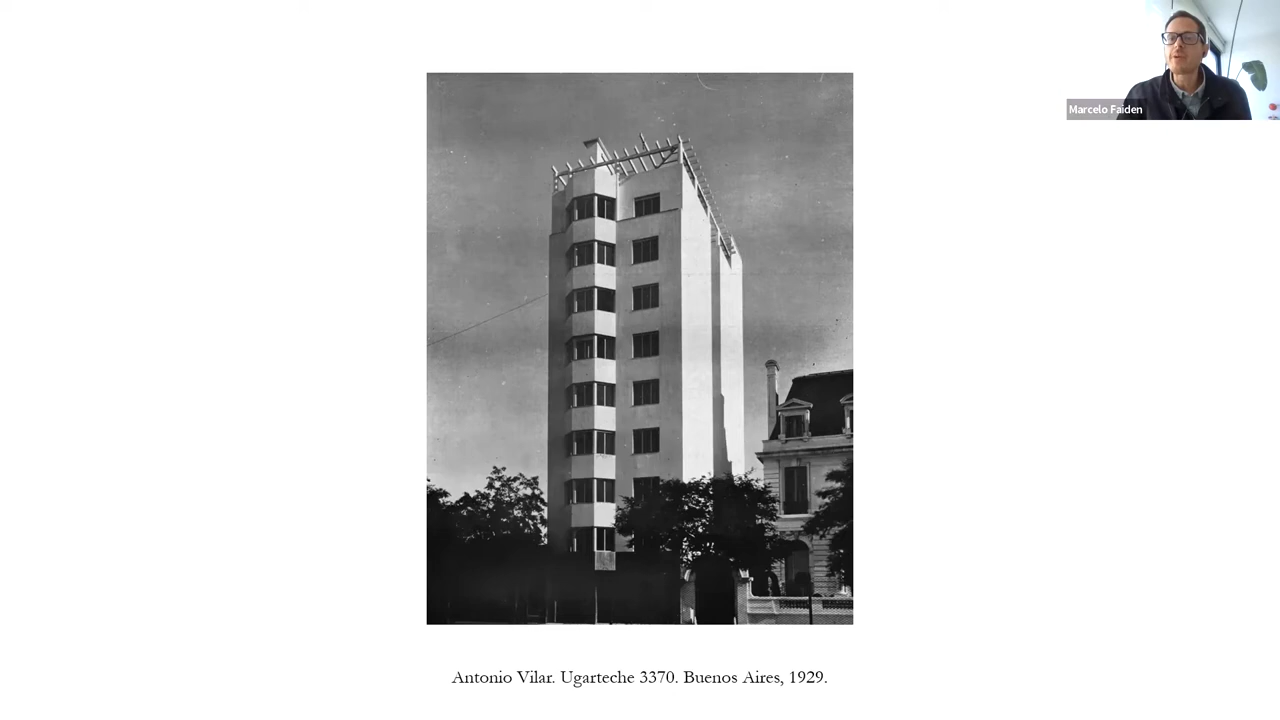 Marcelo Faiden
Antonio Vilar. Ugarteche 3370. Buenos Aires, 1929.